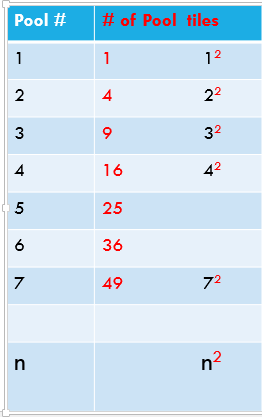 Pool # # of Pool tiles
1 1 1²
2 4 2²
3 9 3²
4 16 4²
5 25
6 36
7 49 7²
n n²